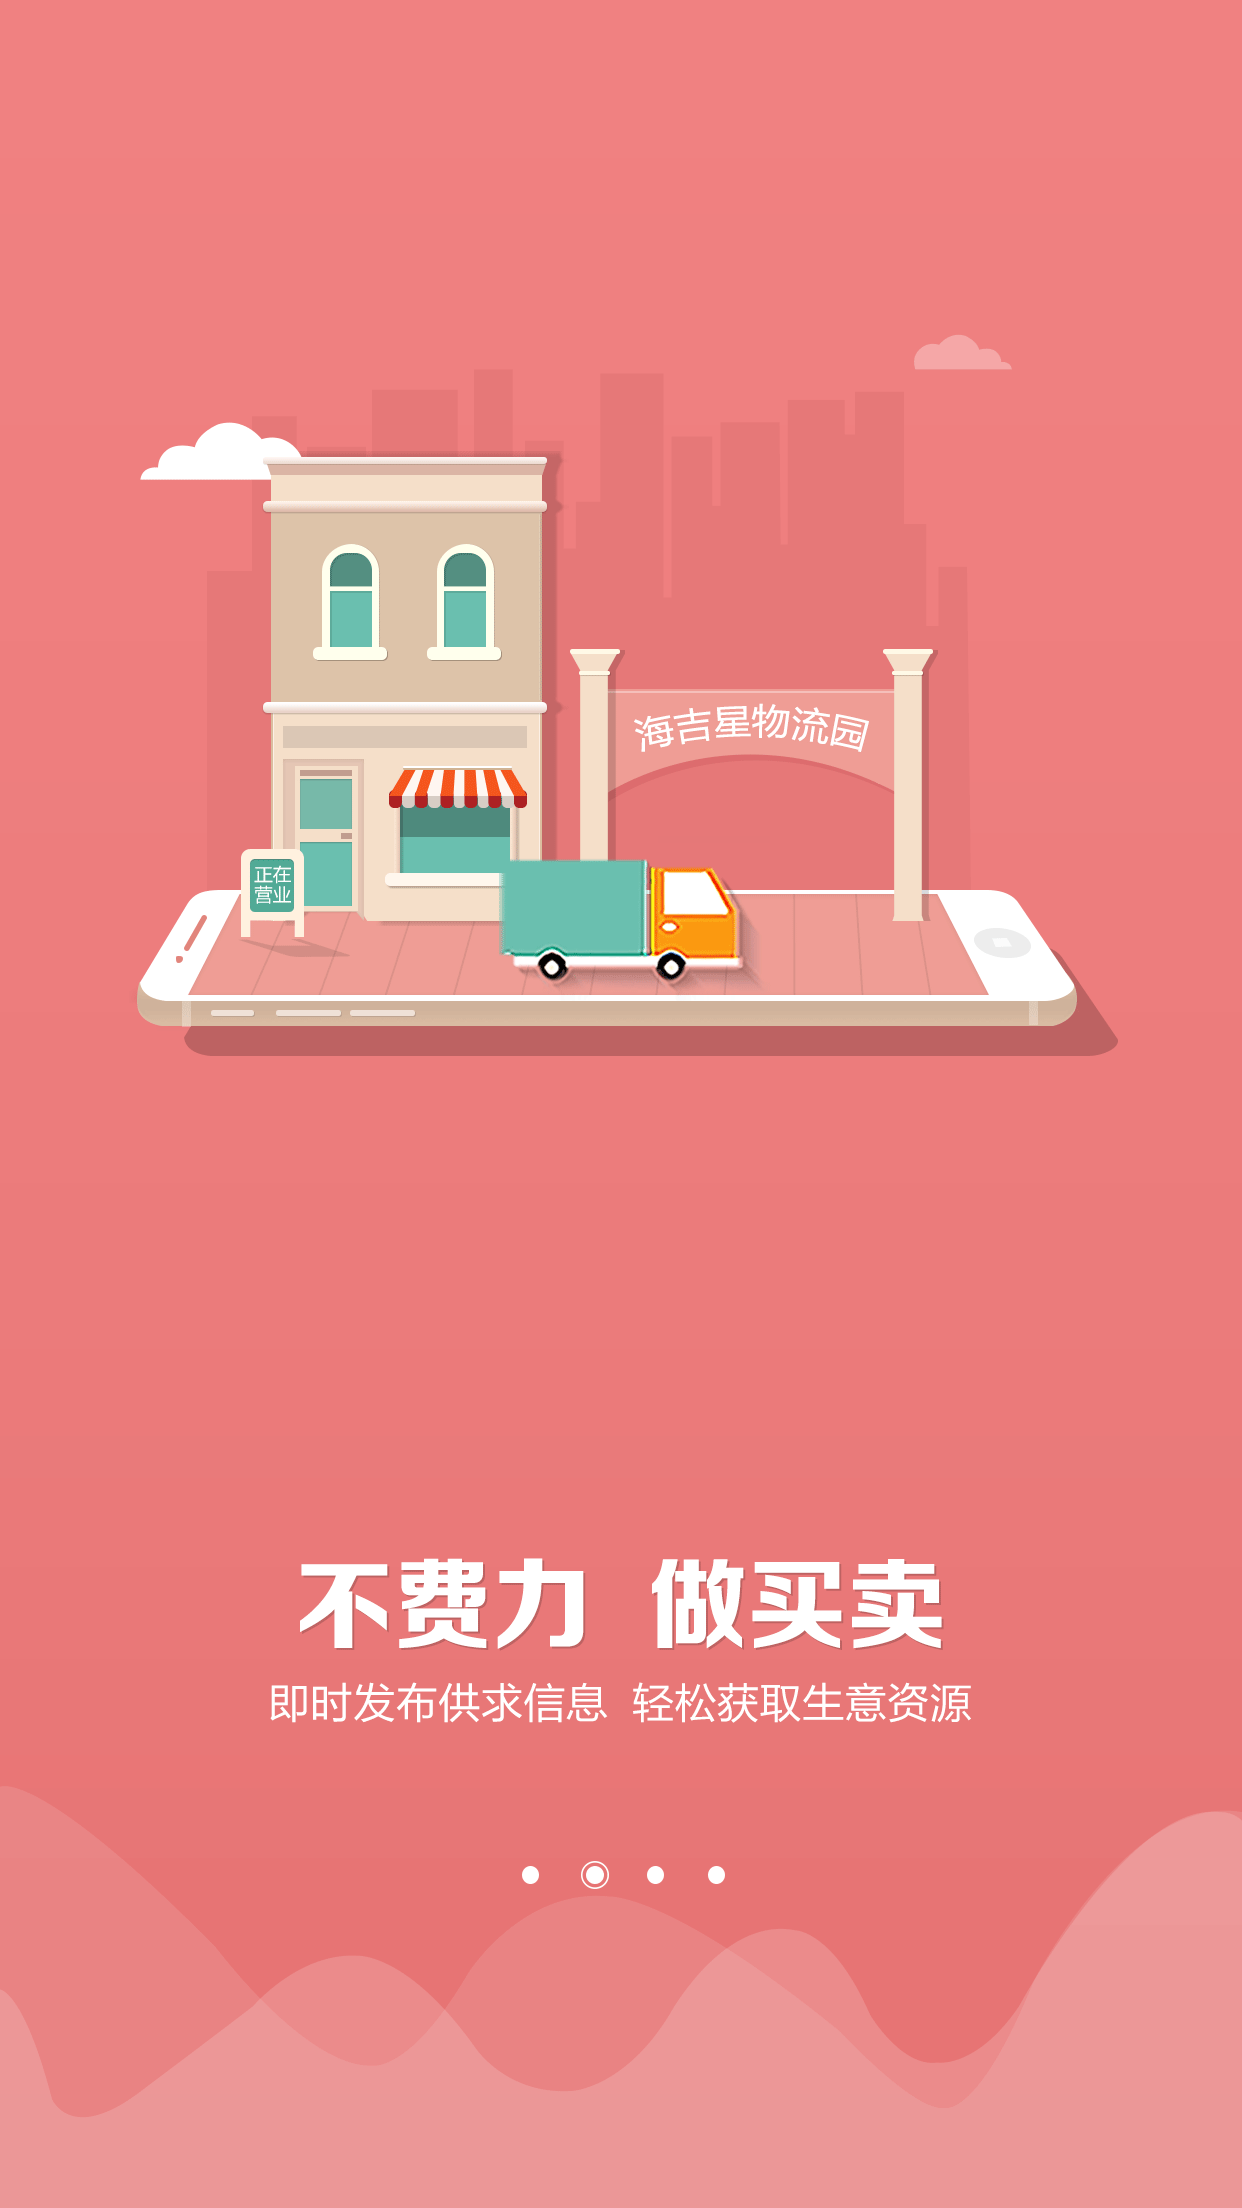 海吉星物流园
正在
营业
不费力 做买卖
即时发布供求信息 轻松获取生意资源